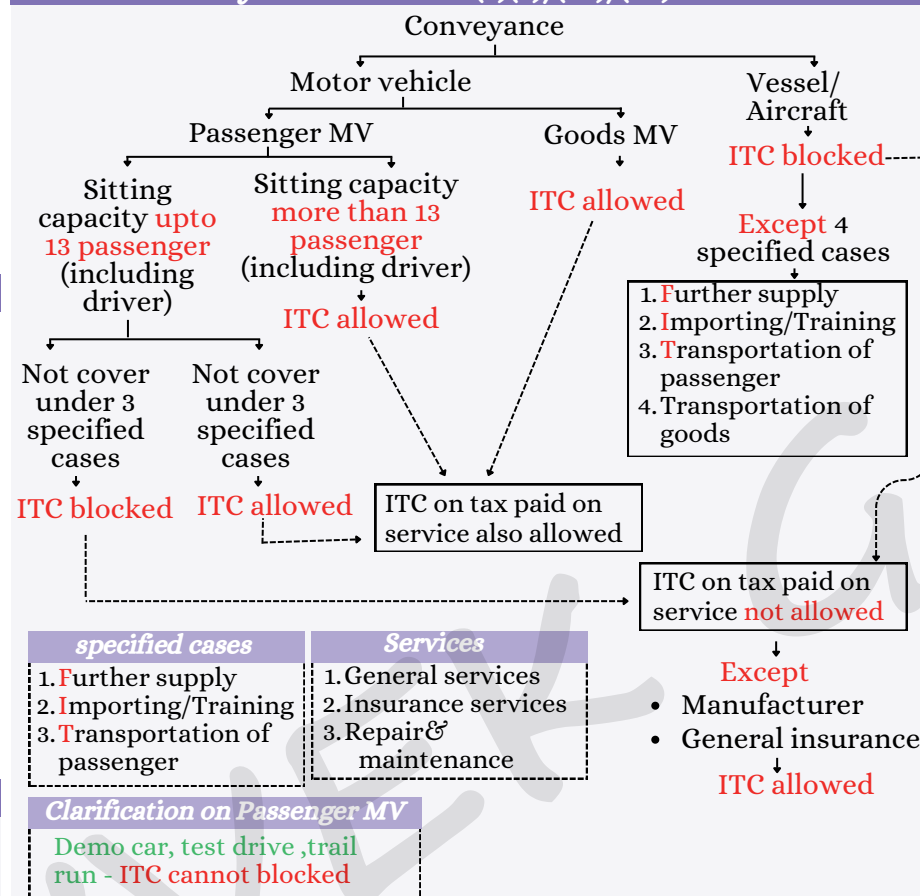 Conveyance
Motor vehicle
Vessel/
Aircraft
Passenger MV
Goods MV
ITC blocked
Sitting
capacity upto
13 passenger
(including
driver)
Sitting capacity
more than 13
passenger
(including driver)
ITC allowed
ITC allowed
Except 4
specified cases
1. Further supply
2. Importing/Training
3. Transportation of
passenger
4. Transportation of
goods
Not cover
under 3
specified
cases
ITC blocked
Not cover
under 3
specified
cases
ITC allowed
ITC on tax paid on
service also allowed
ITC on tax paid on
service not allowed
Except
• Manufacturer
• General insurance
ITC allowed
specified cases
1. Further supply
2. Importing/Training
3. Transportation of
passenger
Services
1. General services
2. Insurance services
3. Repair&
maintenance
Clarification on Passenger MV
Demo car, test drive ,trail
run - ITC cannot blocked